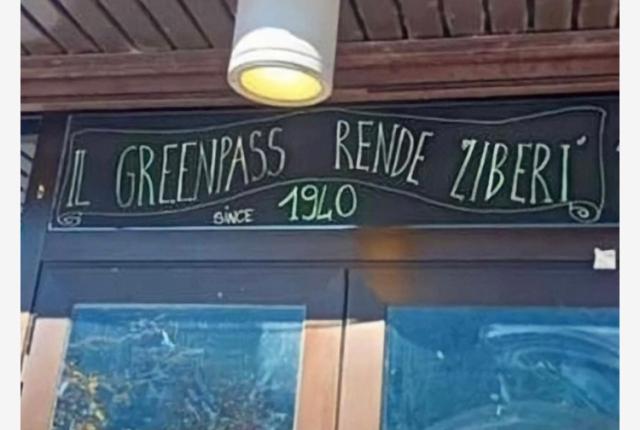 IL GREENPASS RENDE ZIBERI'
SINCE 1940